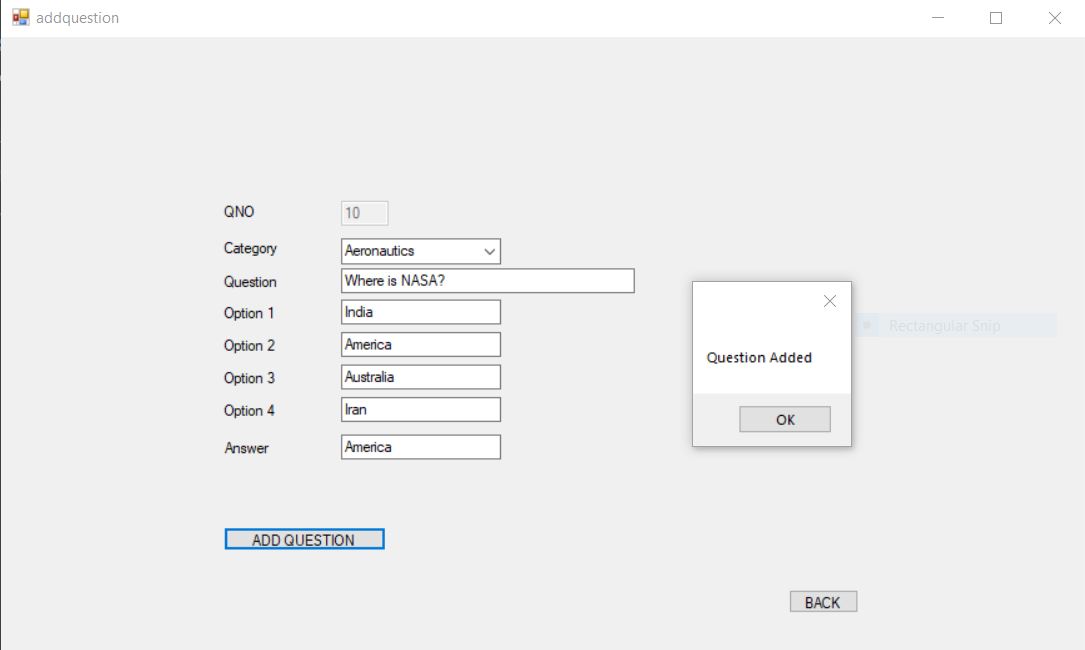 addquestion
QNO 10
Category Aeronautics
Question Where is NASA?
Option 1 India
Option 2 America
Option 3 Australia
Option 4 Iran
Answer America
ADD QUESTION
Rectangular Snip
Question Added
OK
BACK